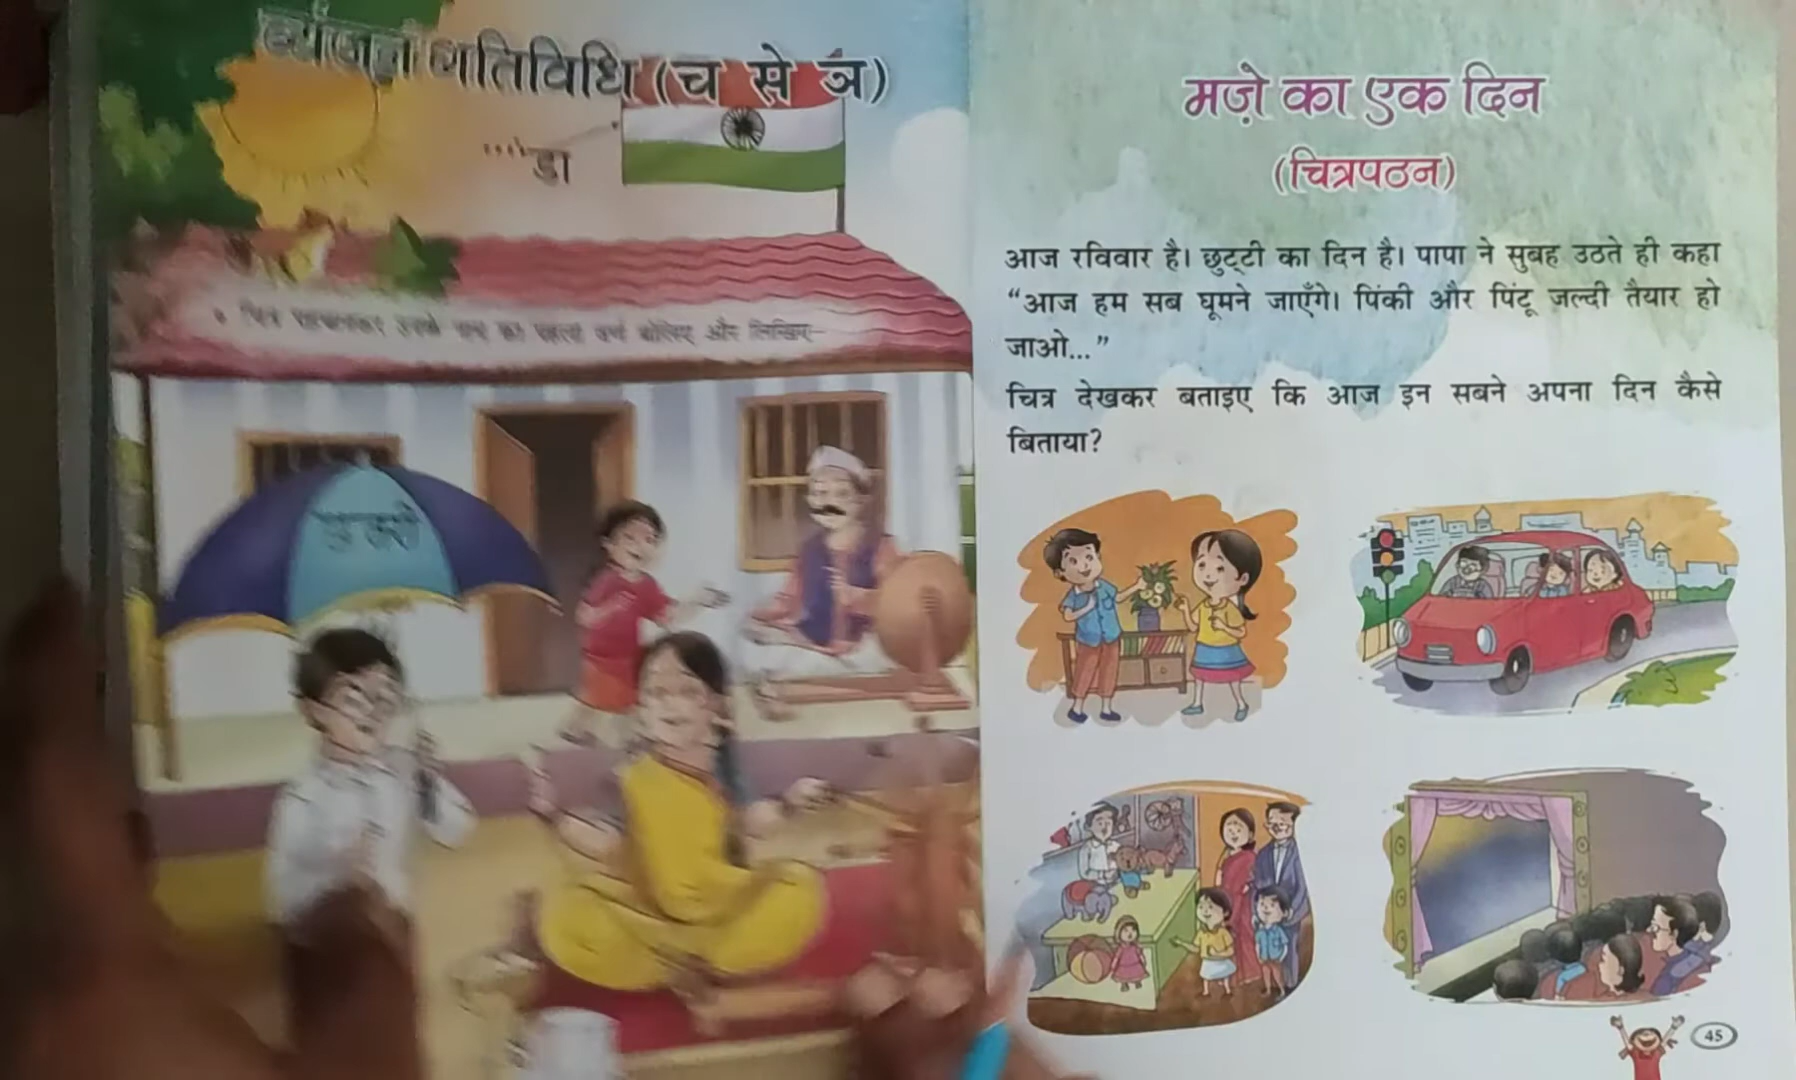 गतिविधि (च से ञ)
....डा
मज़े का एक दिन
(चित्रपठन)
आज रविवार है। छुट्टी का दिन है। पापा ने सुबह उठते ही कहा
“आज हम सब घूमने जाएँगे। पिंकी और पिंटू जल्दी तैयार हो
जाओ...”
चित्र देखकर बताइए कि आज इन सबने अपना दिन कैसे
बिताया?
45